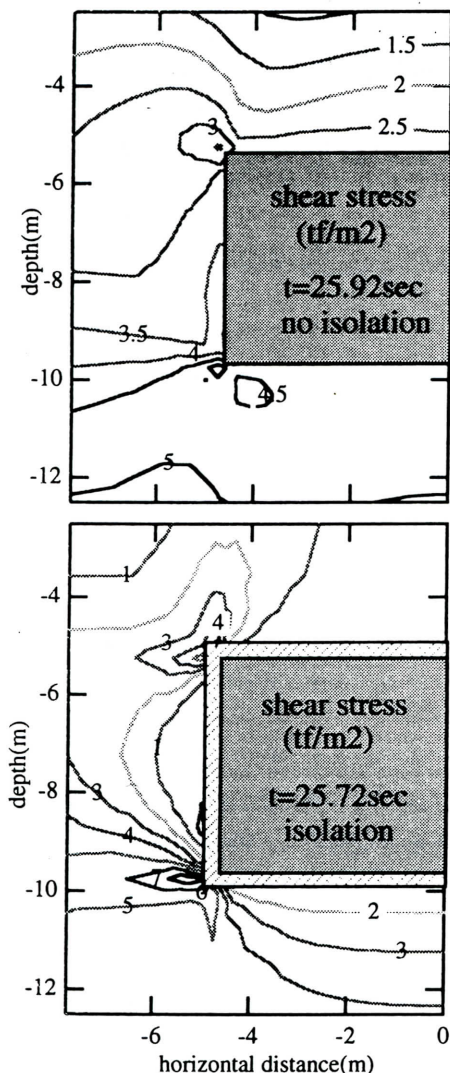 1.5
-4
2
2.5
3
-6
shear stress
(tf/m2)
t=25.92sec
no isolation
depth(m)
-8
3.5
4
-10
4.5
5
-12
1
-4
4
3
-6
shear stress
(tf/m2)
t=25.72sec
isolation
depth(m)
-8
3
4
-10
5
2
3
-12
-6
-4
-2
0
horizontal distance(m)